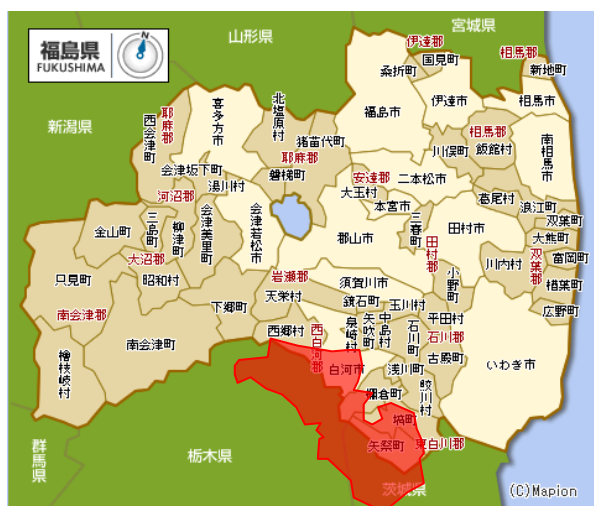 福島県
FUKUSHIMA
N
山形県
宮城県
新潟県
伊達郡
国見町
桑折町
相馬郡
新地町
福島市
伊達市
相馬市
北塩原村
喜多方市
耶麻郡
西会津町
猪苗代町
耶麻郡
磐梯町
会津坂下町
湯川村
河沼郡
安達郡
大玉村
二本松市
本宮市
川俣町
相馬郡
飯館村
南相馬市
葛尾村
浪江町
双葉町
大熊町
双葉郡
富岡町
楢葉町
広野町
川内村
田村市
三春町
田村郡
小野町
郡山市
会津若松市
会津美里町
柳津町
三島町
金山町
大沼郡
昭和村
只見町
南会津郡
南会津町
檜枝岐村
下郷町
岩瀬郡
天栄村
須賀川市
鏡石町
玉川村
平田村
石川郡
石川町
古殿町
浅川町
中島村
矢吹町
泉崎村
西郷村
西白河郡
白河市
棚倉町
鮫川村
塙町
矢祭町
東白川郡
いわき市
群馬県
栃木県
茨城県
(C)Mapion